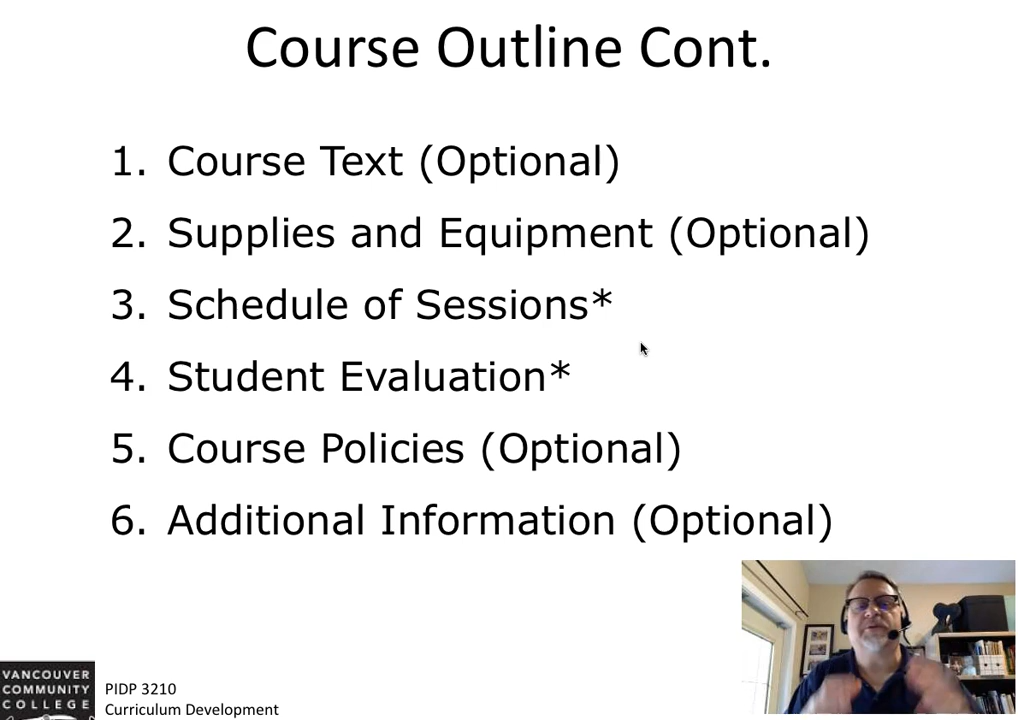 Course Outline Cont.
1. Course Text (Optional)
2. Supplies and Equipment (Optional)
3. Schedule of Sessions*
4. Student Evaluation*
5. Course Policies (Optional)
6. Additional Information (Optional)
VANCOUVER
COMMUNITY
COLLEGE
PIDP 3210
Curriculum Development